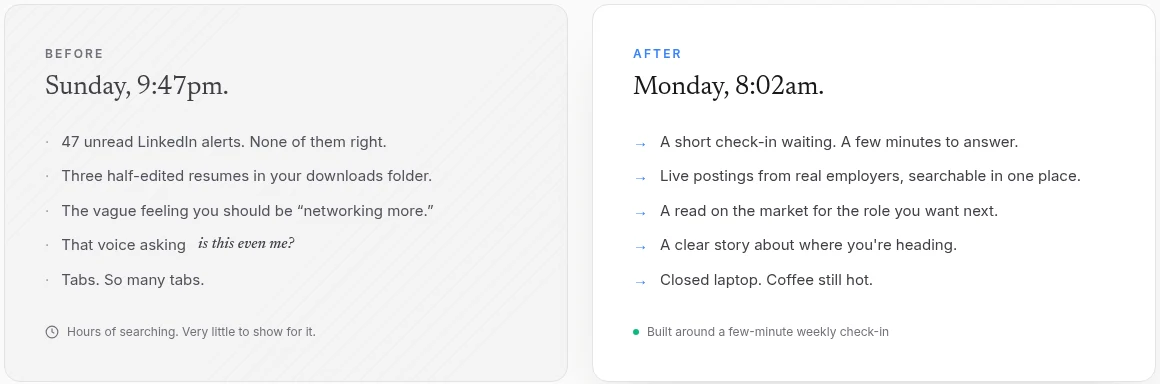 BEFORE
Sunday, 9:47pm.
· 47 unread LinkedIn alerts. None of them right.
· Three half-edited resumes in your downloads folder.
· The vague feeling you should be “networking more.”
· That voice asking is this even me?
· Tabs. So many tabs.
Hours of searching. Very little to show for it.
AFTER
Monday, 8:02am.
→ A short check-in waiting. A few minutes to answer.
→ Live postings from real employers, searchable in one place.
→ A read on the market for the role you want next.
→ A clear story about where you're heading.
→ Closed laptop. Coffee still hot.
Built around a few-minute weekly check-in